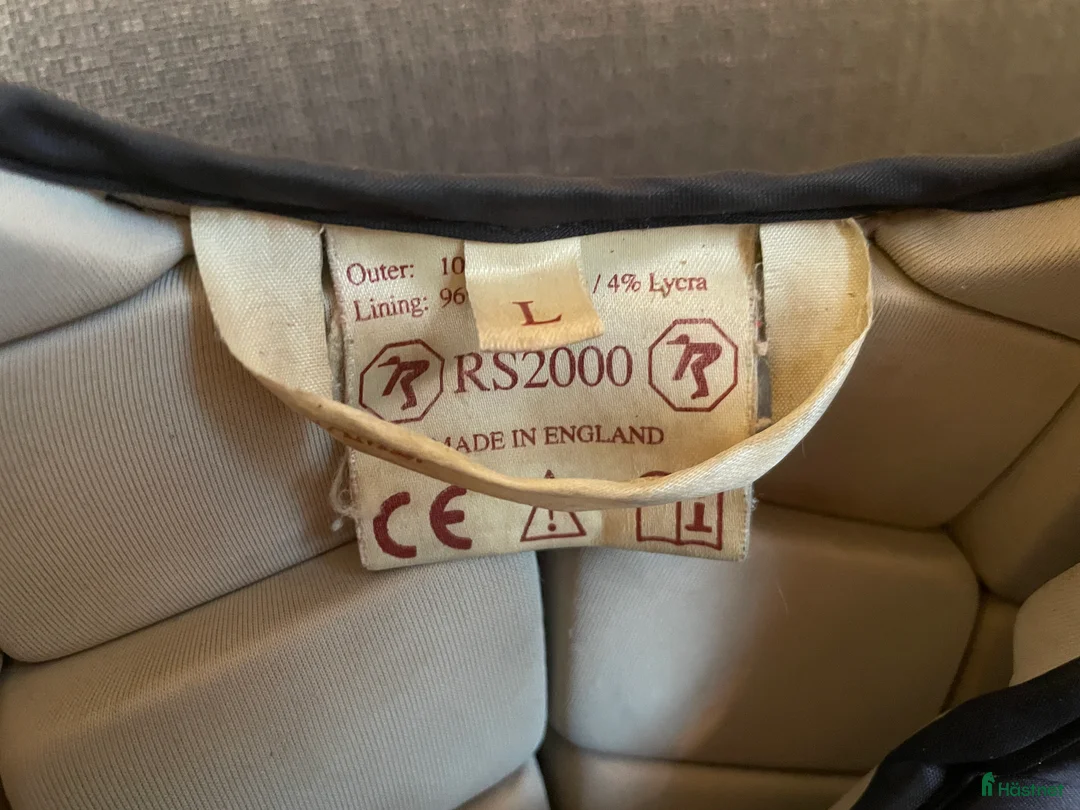 Outer: 10
Lining: 96 / 4% Lycra
L
RS2000
MADE IN ENGLAND
CE
Hästnet